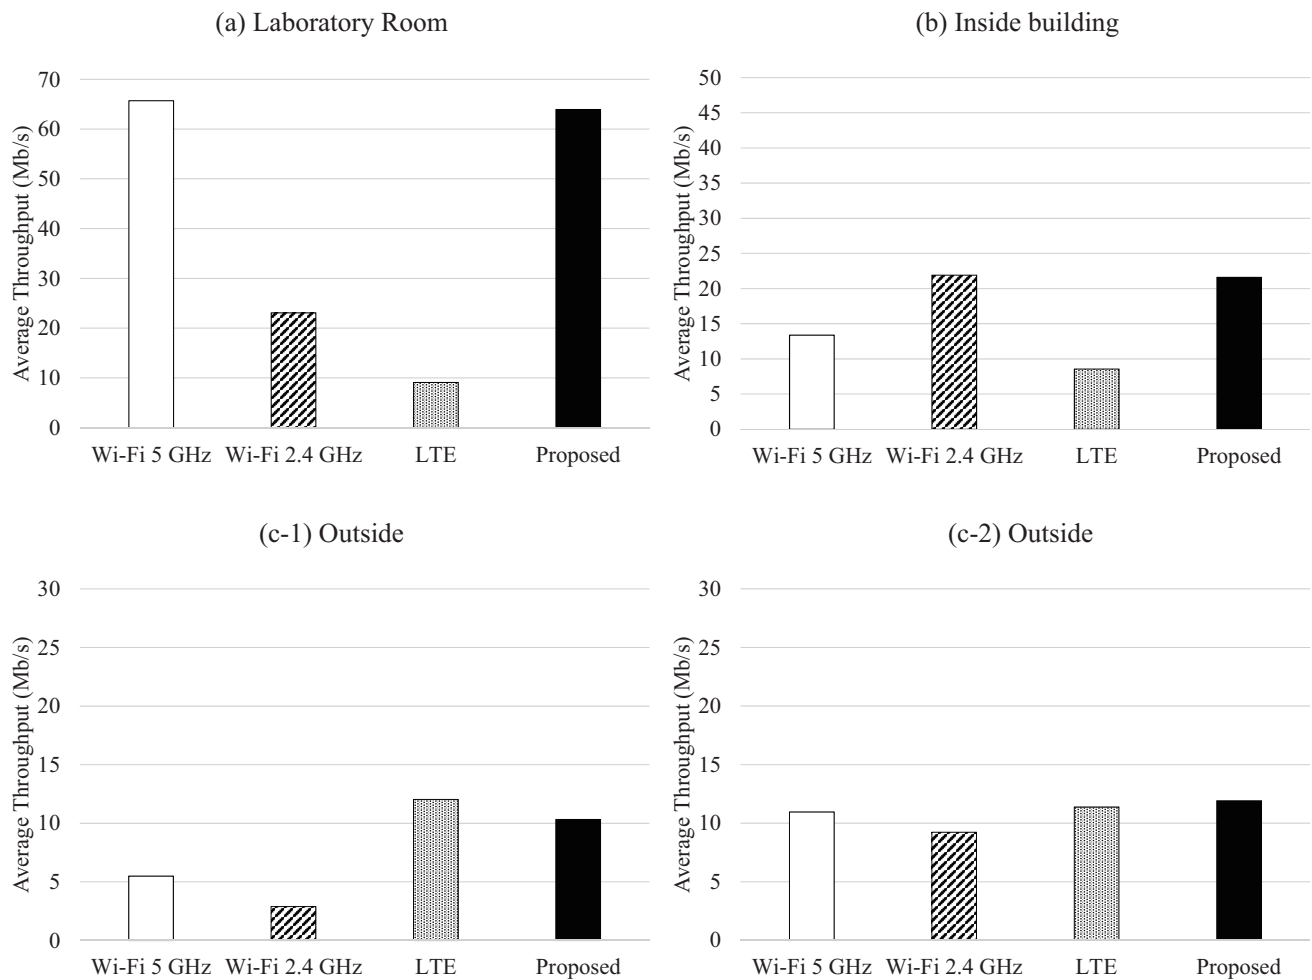 (a) Laboratory Room
Average Throughput (Mb/s)
70
60
50
40
30
20
10
0
Wi-Fi 5 GHz Wi-Fi 2.4 GHz LTE Proposed
(b) Inside building
Average Throughput (Mb/s)
50
45
40
35
30
25
20
15
10
5
0
Wi-Fi 5 GHz Wi-Fi 2.4 GHz LTE Proposed
(c-1) Outside
Average Throughput (Mb/s)
30
25
20
15
10
5
0
Wi-Fi 5 GHz Wi-Fi 2.4 GHz LTE Proposed
(c-2) Outside
Average Throughput (Mb/s)
30
25
20
15
10
5
0
Wi-Fi 5 GHz Wi-Fi 2.4 GHz LTE Proposed